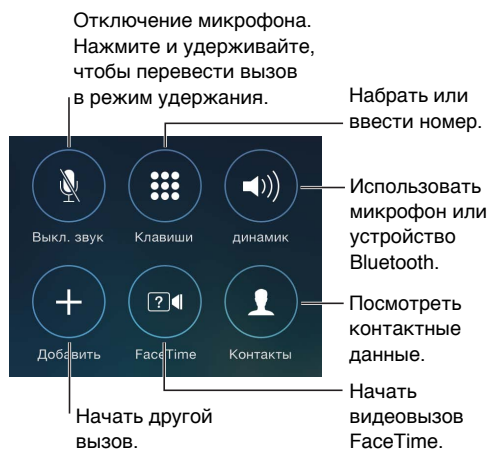 Отключение микрофона.
Нажмите и удерживайте,
чтобы перевести вызов
в режим удержания.
Набрать или
ввести номер.
Выкл. звук
Клавиши
динамик
Использовать
микрофон или
устройство
Bluetooth.
?
Добавить
FaceTime
Контакты
Посмотреть
контактные
данные.
Начать другой
вызов.
Начать
видеовызов
FaceTime.